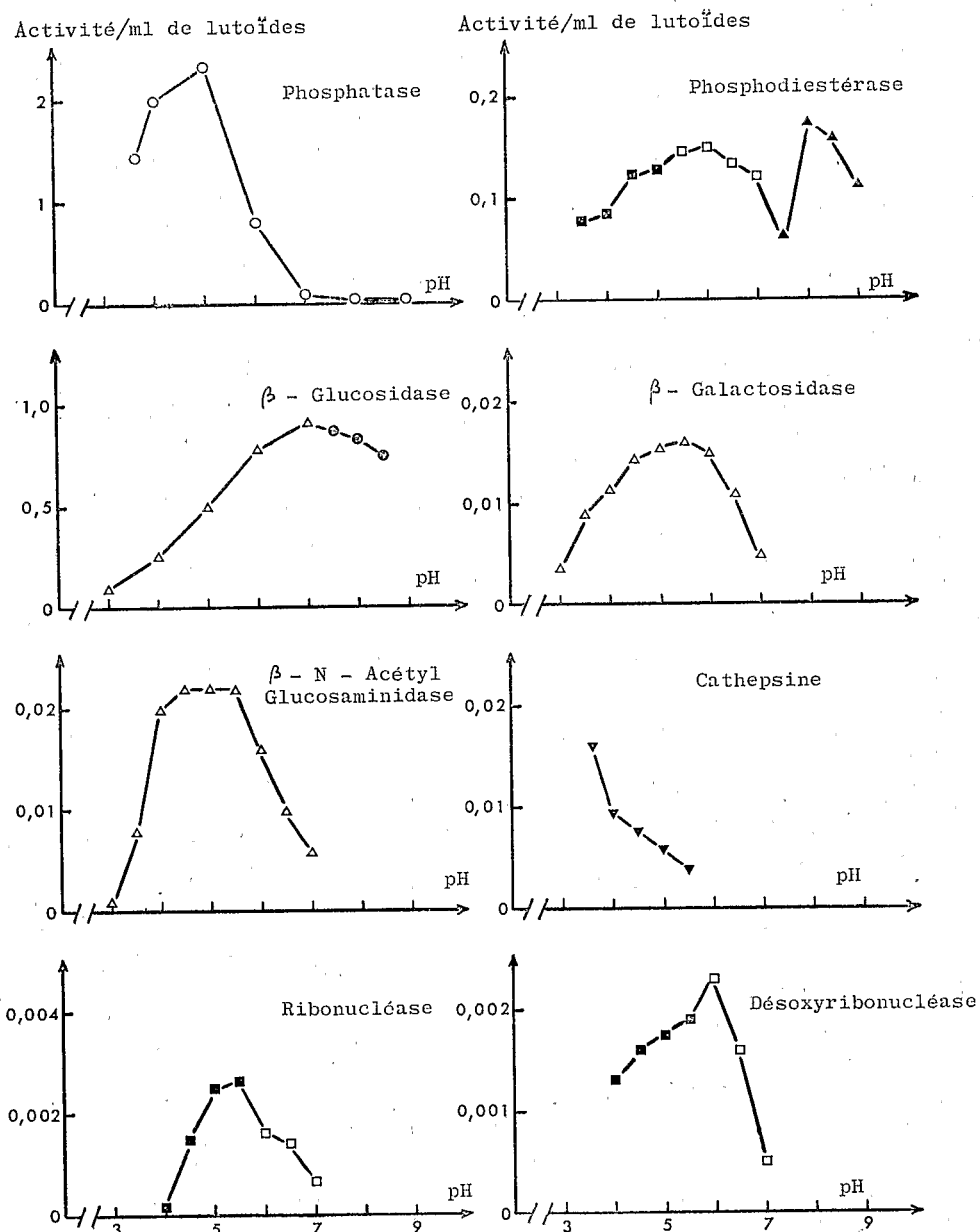 Activité/ml de lutoïdes
Activité/ml de lutoïdes
Phosphatase
2
1
0
pH
Phosphodiestérase
0,2
0,1
0
pH
β - Glucosidase
1,0
0,5
0
pH
β - Galactosidase
0,02
0,01
0
pH
β - N - Acétyl
Glucosaminidase
0,02
0,01
0
pH
Cathepsine
0,02
0,01
0
pH
Ribonucléase
0,004
0,002
0
pH
3 5 7 9
Désoxyribonucléase
0,002
0,001
0
pH
3 5 7 9